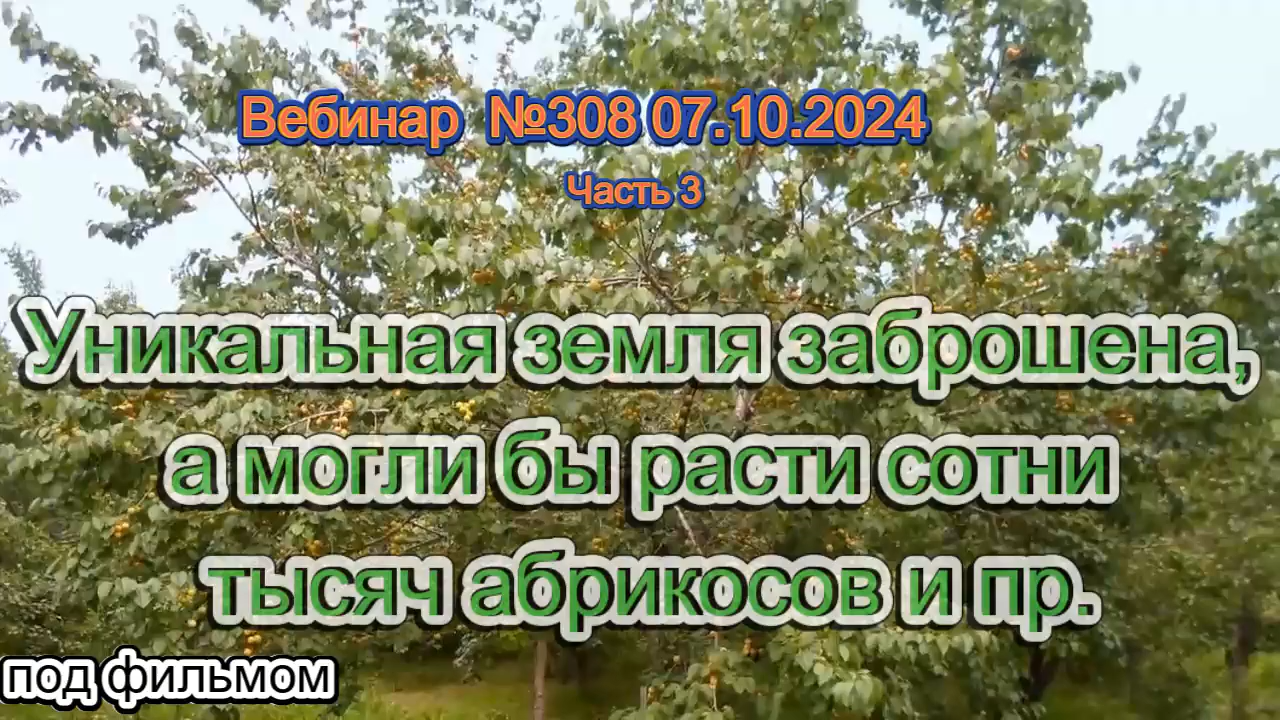 Вебинар №308 07.10.2024
Часть 3
Уникальная земля заброшена,
а могли бы расти сотни
тысяч абрикосов и пр.
под фильмом